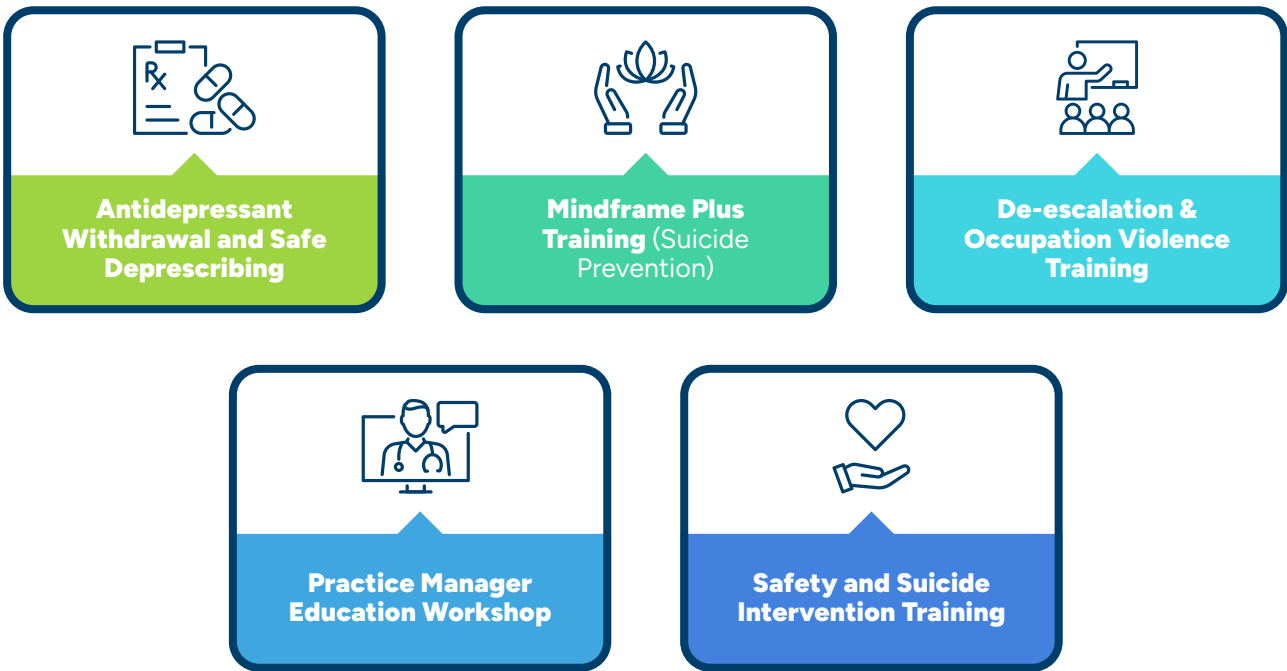 Rx
Antidepressant
Withdrawal and Safe
Deprescribing
Mindframe Plus
Training (Suicide
Prevention)
De-escalation &
Occupation Violence
Training
Practice Manager
Education Workshop
Safety and Suicide
Intervention Training